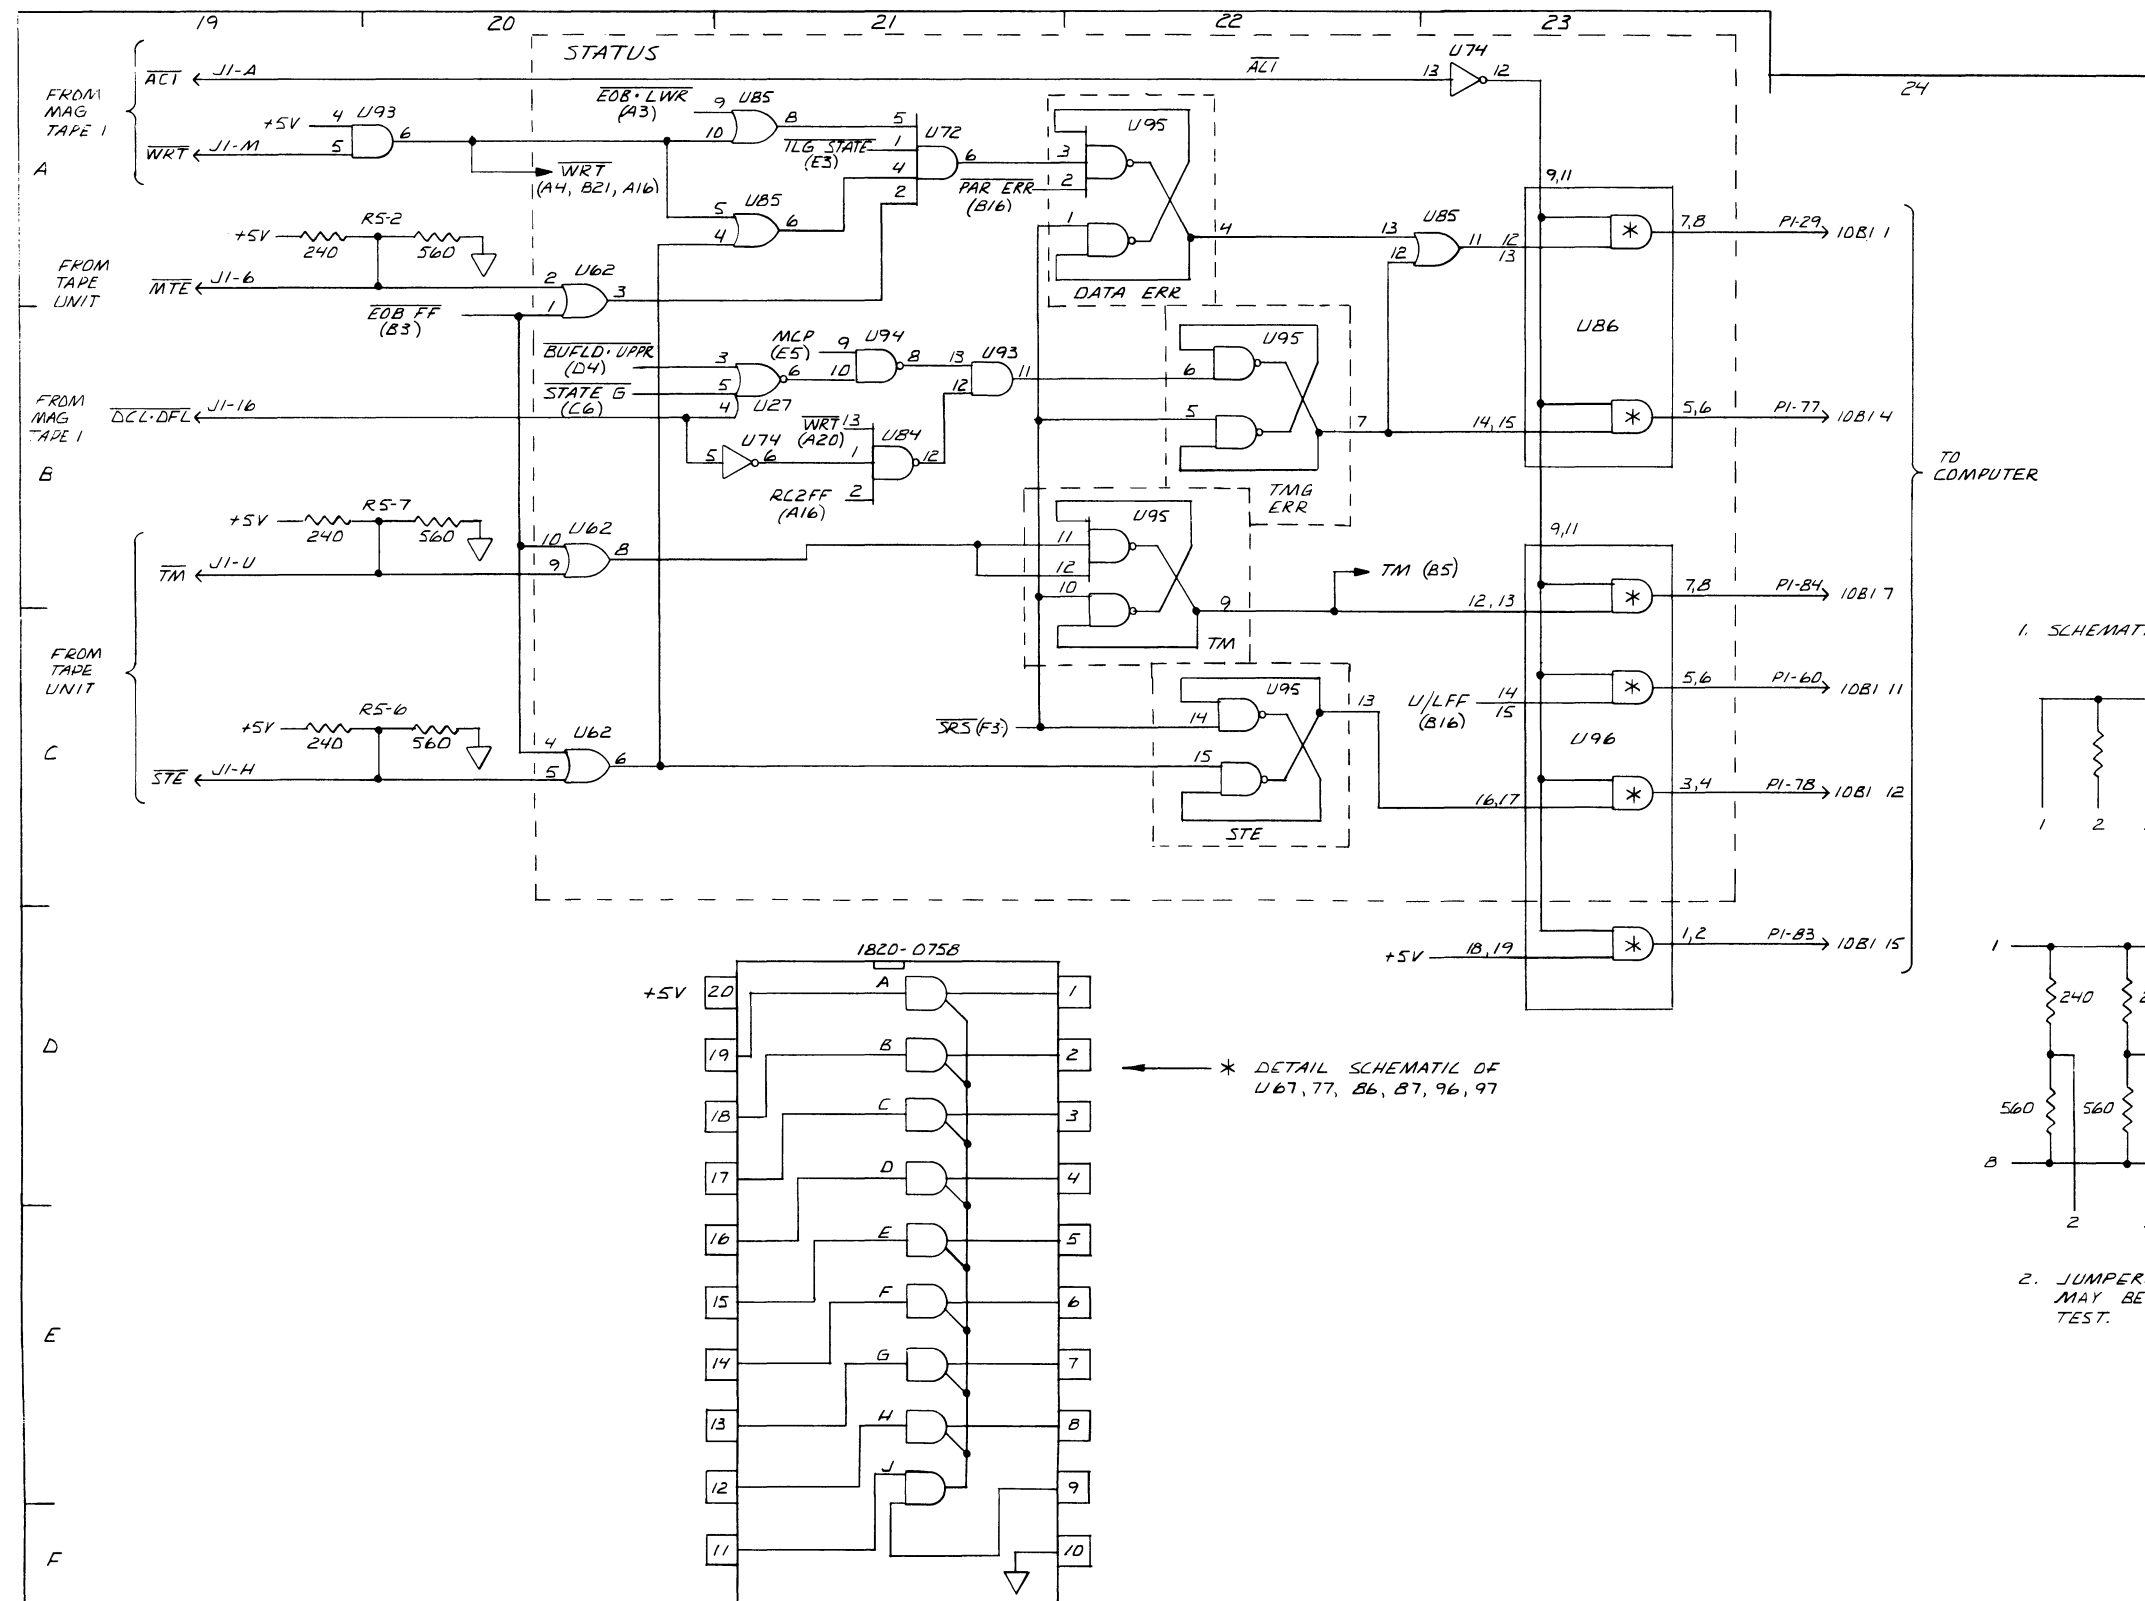 19 20 21 22 23
24
STATUS
FROM
MAG
TAPE 1
ACI J1-A
ACI
13 U74 12
+5V 4 U93
5 6
WRT J1-M
WRT
(A4, B21, A16)
EOB·LWR
(A3)
9 U85 8
10
ILG STATE
(E3)
5
1
4
2
U72
6
PAR ERR
(B16)
3
2
1
U95
4
DATA ERR
5 U85
4 6
A
FROM
TAPE
UNIT
+5V R5-2
240 560
MTE J1-6
2 U62
1 3
EOB FF
(B3)
13 U85
12 11 12
13
9,11
7,8 P1-29 IOBI 1
U86
5,6 P1-77 IOBI 4
14, 15
BUFLD·UPPR
(D4)
STATE G
(C6)
3
5
4
6
U27
MCP
(E5)
9 U94
10 8
13 U93
12 11
6
5
U95
7
TMG
ERR
FROM
MAG
TAPE 1
DCL·DFL J1-16
5 U74 6
WRT 13
(A20)
U84
1 12
RC2FF 2
(A16)
B
TO
COMPUTER
+5V R5-7
240 560
TM J1-U
10 U62
9 8
11
12
10
U95
9
TM
TM (B5)
9,11
7,8 P1-84 IOBI 7
12, 13
FROM
TAPE
UNIT
5,6 P1-60 IOBI 11
U/LFF 14
(B16) 15
U96
3,4 P1-78 IOBI 12
16,17
+5V R5-6
240 560
STE J1-H
4 U62
5 6
SRS (F3)
14
15
U95
13
STE
C
1. SCHEMAT
1 2
+5V 18, 19
1,2 P1-83 IOBI 15
1820-0758
+5V 20 A 1
19 B 2
18 C 3
17 D 4
16 E 5
15 F 6
14 G 7
13 H 8
12 J 9
11 10
* DETAIL SCHEMATIC OF
U67, 77, 86, 87, 96, 97
D
1
240
560 560
8
2
2. JUMPER
MAY BE
TEST.
E
F